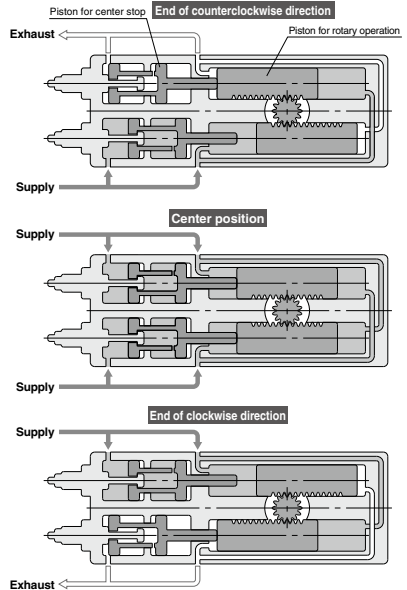 Piston for center stop
End of counterclockwise direction
Exhaust
Piston for rotary operation
Supply
Center position
Supply
Supply
End of clockwise direction
Supply
Exhaust